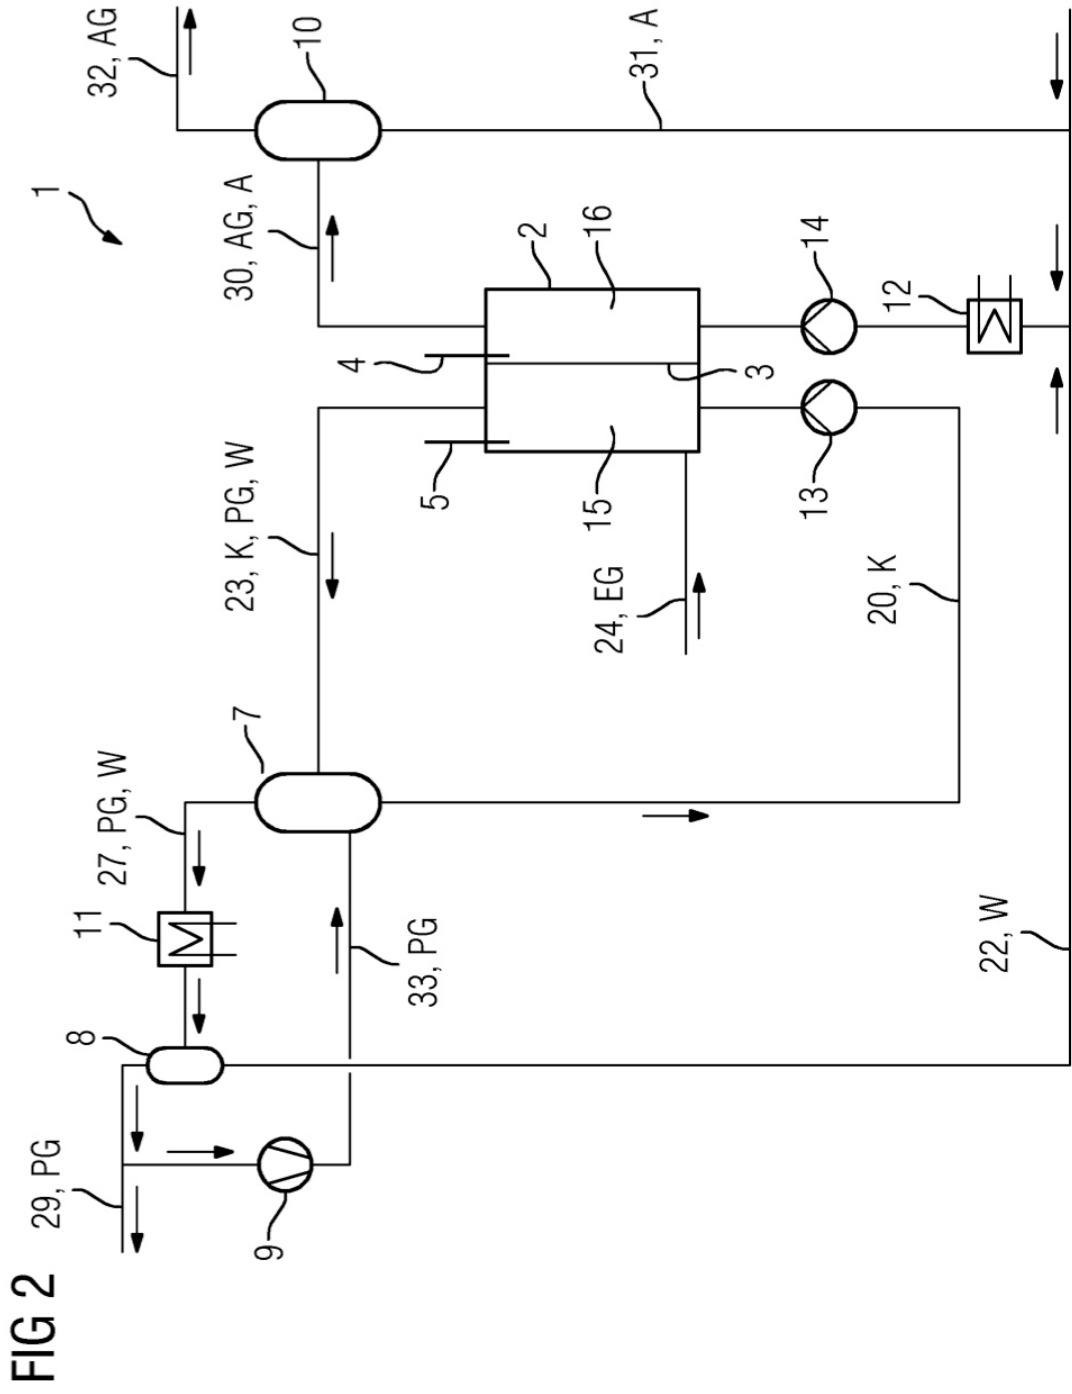 FIG 2
29, PG
9
8
11
27, PG, W
7
33, PG
22, W
23, K, PG, W
5
4
24, EG
15
13
20, K
3
2
16
14
12
30, AG, A
1
10
32, AG
31, A